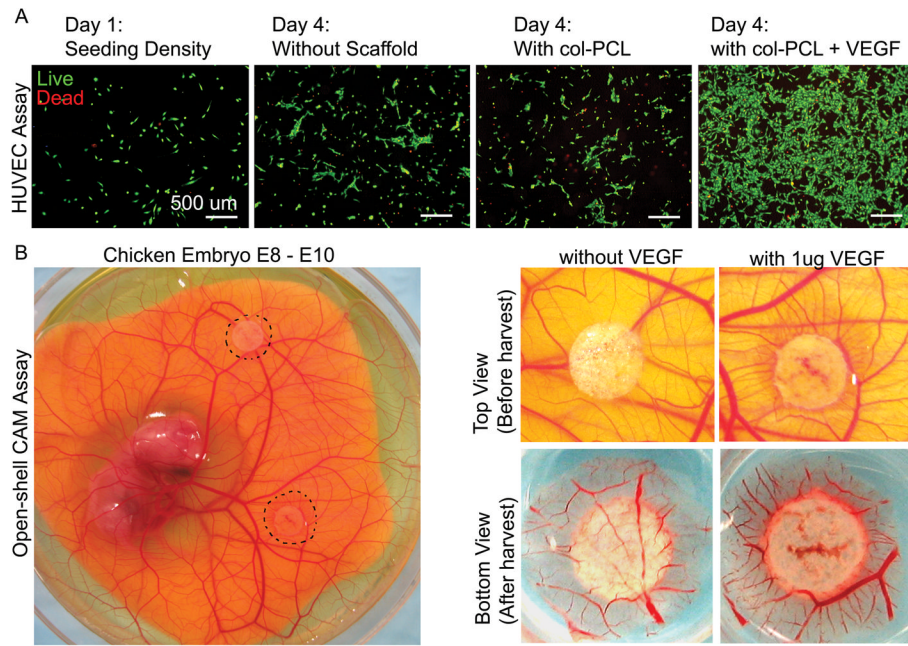 A
Day 1:
Seeding Density
Day 4:
Without Scaffold
Day 4:
With col-PCL
Day 4:
with col-PCL + VEGF
HUVEC Assay
Live
Dead
500 um
B
Chicken Embryo E8 - E10
Open-shell CAM Assay
without VEGF
with 1ug VEGF
Top View
(Before harvest)
Bottom View
(After harvest)